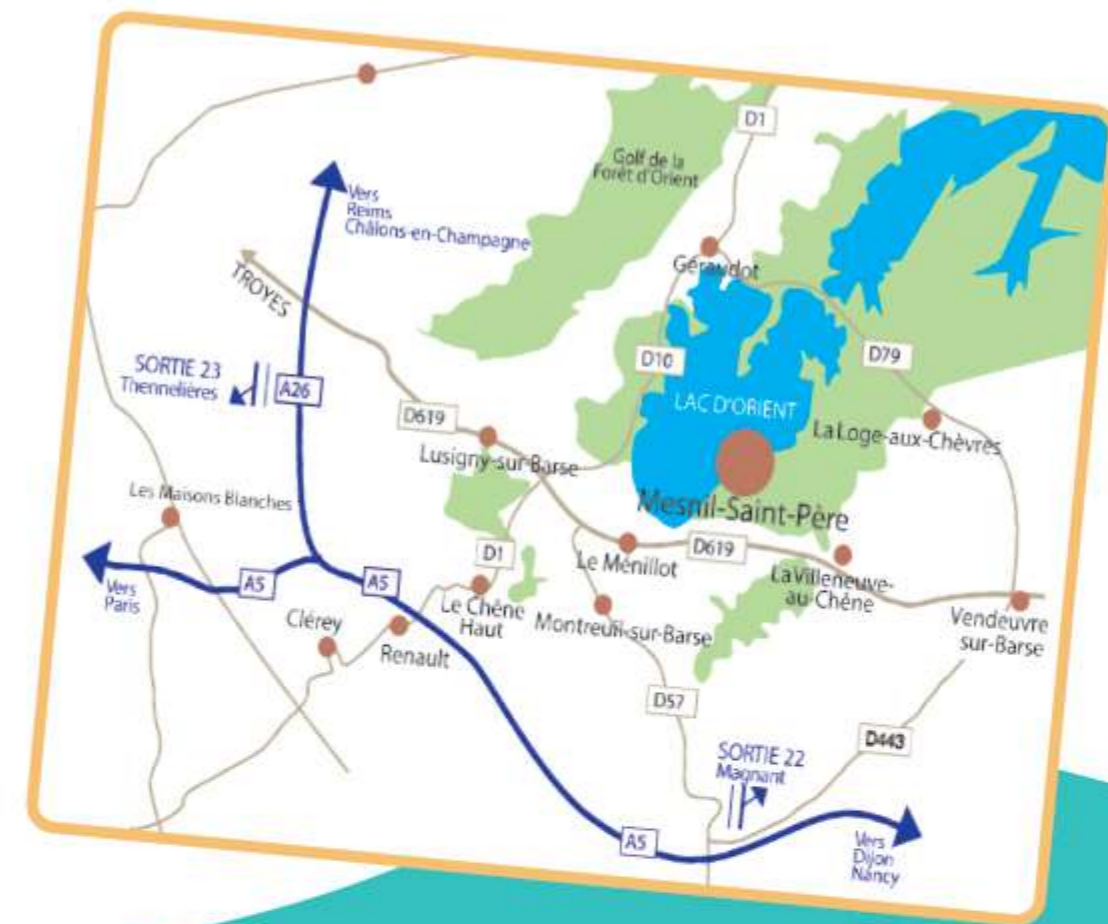 D1
Golf de la
Forêt d'Orient
Vers
Reims
Châlons-en-Champagne
Géraudot
TROYES
SORTIE 23
Thennelières
A26
D10
D79
LAC D'ORIENT
D619
La Loge-aux-Chèvres
Lusigny-sur-Barse
Les Maisons Blanches
Mesnil-Saint-Père
D1
Le Ménillot
D619
La Villeneuve-
au-Chêne
Vers
Paris
A5
A5
Clérey
Le Chêne
Haut
Montreuil-sur-Barse
Vendeuvre
sur-Barse
Renault
D57
D443
SORTIE 22
Magnant
A5
Vers
Dijon
Nancy